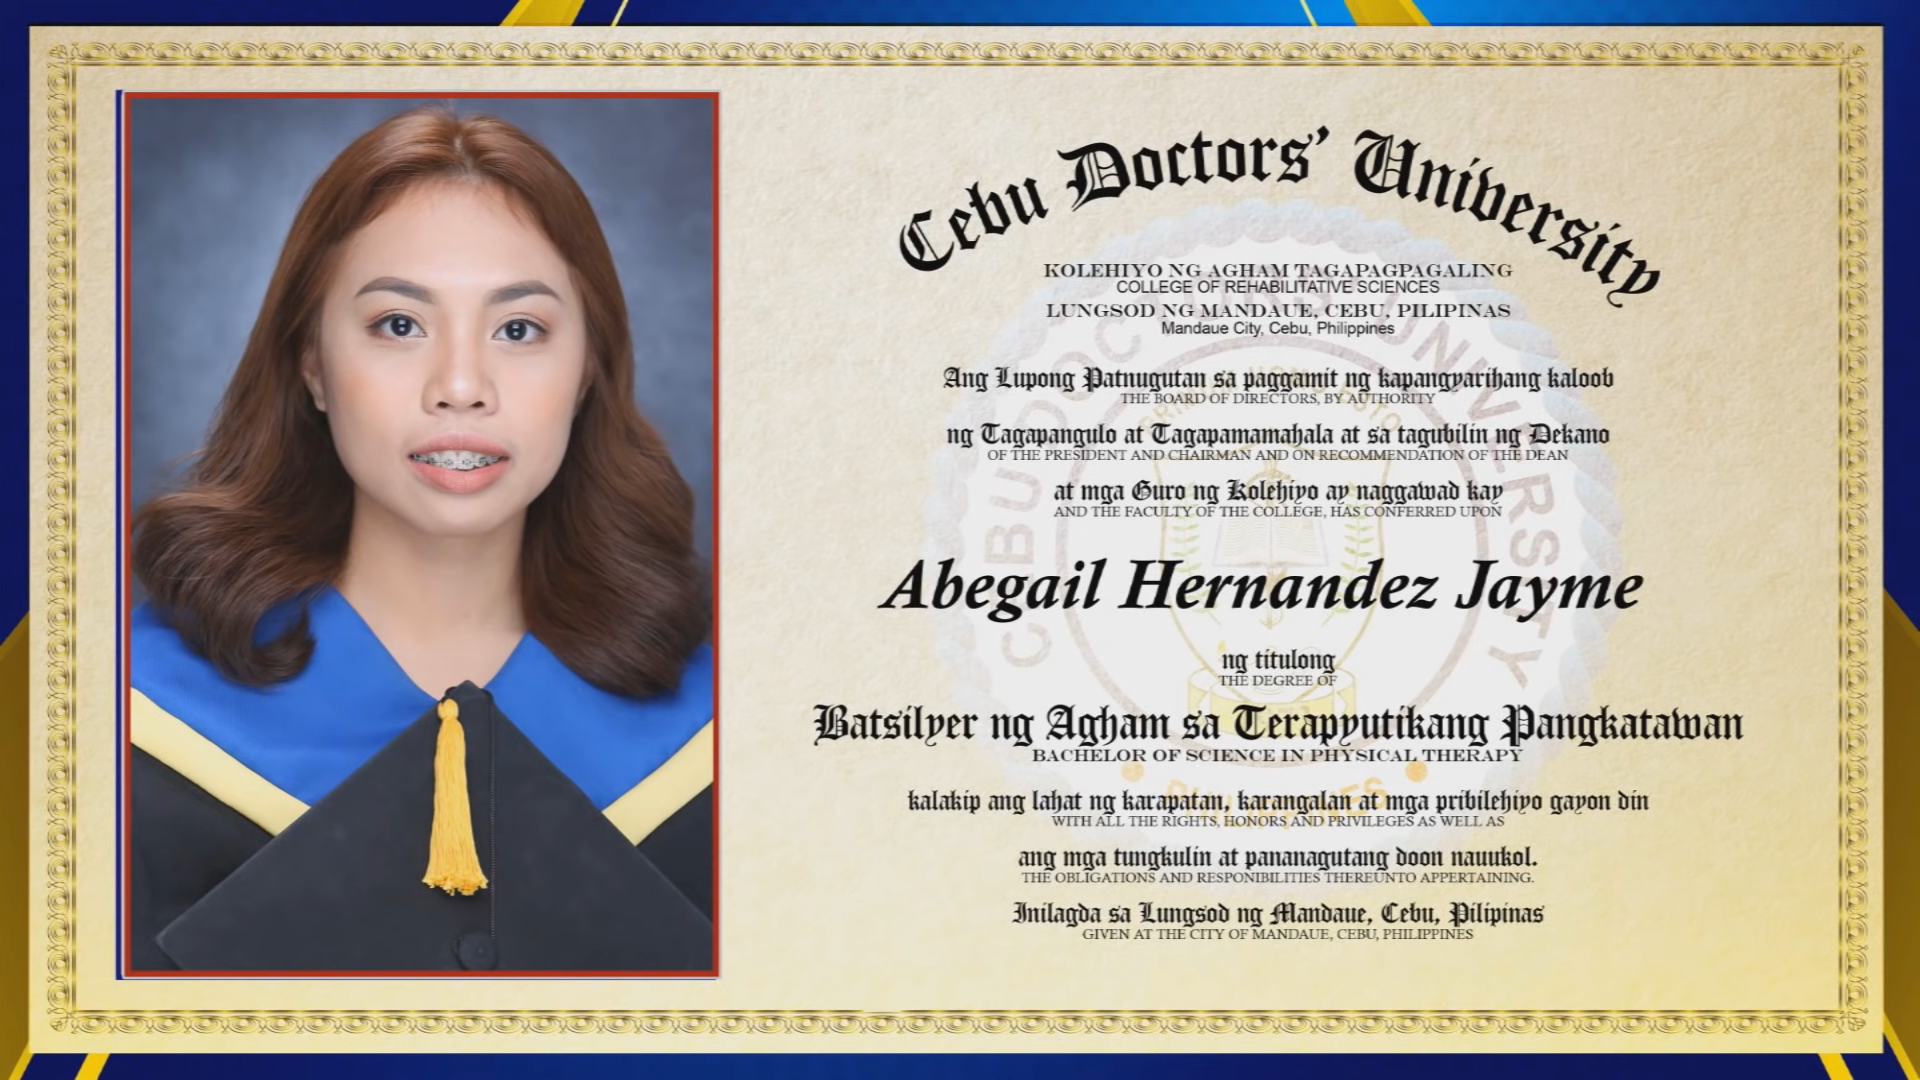 Cebu Doctors' University
KOLEHIYO NG AGHAM TAGAPAGPAGALING
COLLEGE OF REHABILITATIVE SCIENCES
LUNGSOD NG MANDAUE, CEBU, PILIPINAS
Mandaue City, Cebu, Philippines
Ang Lupong Patnugutan sa paggamit ng kapangyarihang kaloob
THE BOARD OF DIRECTORS, BY AUTHORITY
ng Tagapangulo at Tagapamamahala at sa tagubilin ng Dekano
OF THE PRESIDENT AND CHAIRMAN AND ON RECOMMENDATION OF THE DEAN
at mga Guro ng Kolehiyo ay naggawad kay
AND THE FACULTY OF THE COLLEGE, HAS CONFERRED UPON
Abegail Hernandez Jayme
ng titulong
THE DEGREE OF
Batsilyer ng Agham sa Terapyutikang Pangkatawan
BACHELOR OF SCIENCE IN PHYSICAL THERAPY
kalakip ang lahat ng karapatan, karangalan at mga pribilehiyo gayon din
WITH ALL THE RIGHTS, HONORS AND PRIVILEGES AS WELL AS
ang mga tungkulin at pananagutang doon nauukol.
THE OBLIGATIONS AND RESPONIBILITIES THEREUNTO APPERTAINING.
Inilagda sa Lungsod ng Mandaue, Cebu, Pilipinas
GIVEN AT THE CITY OF MANDAUE, CEBU, PHILIPPINES